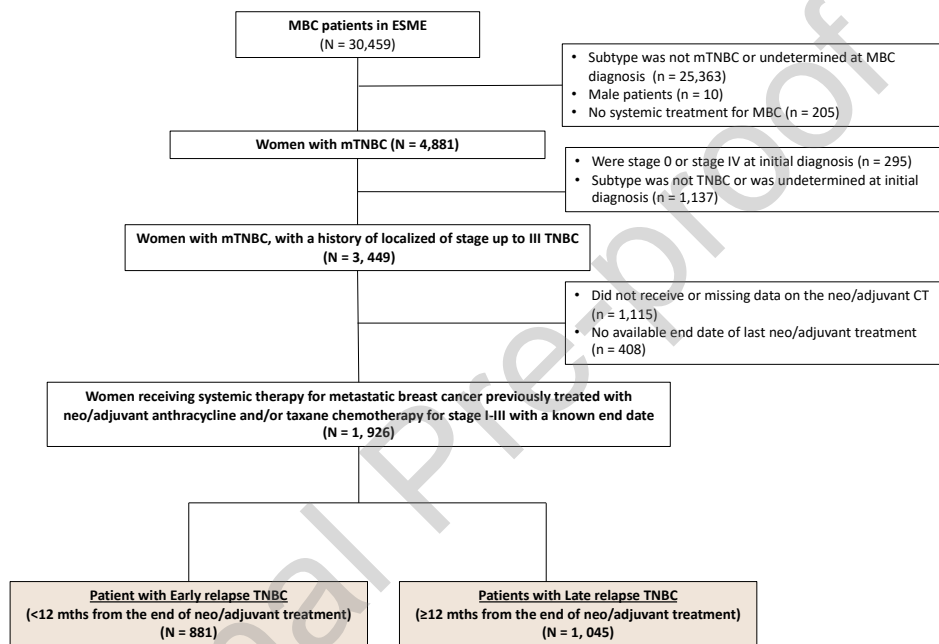 MBC patients in ESME
(N = 30,459)
• Subtype was not mTNBC or undetermined at MBC
diagnosis (n = 25,363)
• Male patients (n = 10)
• No systemic treatment for MBC (n = 205)
Women with mTNBC (N = 4,881)
• Were stage 0 or stage IV at initial diagnosis (n = 295)
• Subtype was not TNBC or was undetermined at initial
diagnosis (n = 1,137)
Women with mTNBC, with a history of localized of stage up to III TNBC
(N = 3, 449)
• Did not receive or missing data on the neo/adjuvant CT
(n = 1,115)
• No available end date of last neo/adjuvant treatment
(n = 408)
Women receiving systemic therapy for metastatic breast cancer previously treated with
neo/adjuvant anthracycline and/or taxane chemotherapy for stage I-III with a known end date
(N = 1, 926)
Patient with Early relapse TNBC
(<12 mths from the end of neo/adjuvant treatment)
(N = 881)
Patients with Late relapse TNBC
(≥12 mths from the end of neo/adjuvant treatment)
(N = 1, 045)
nal Pre-proof